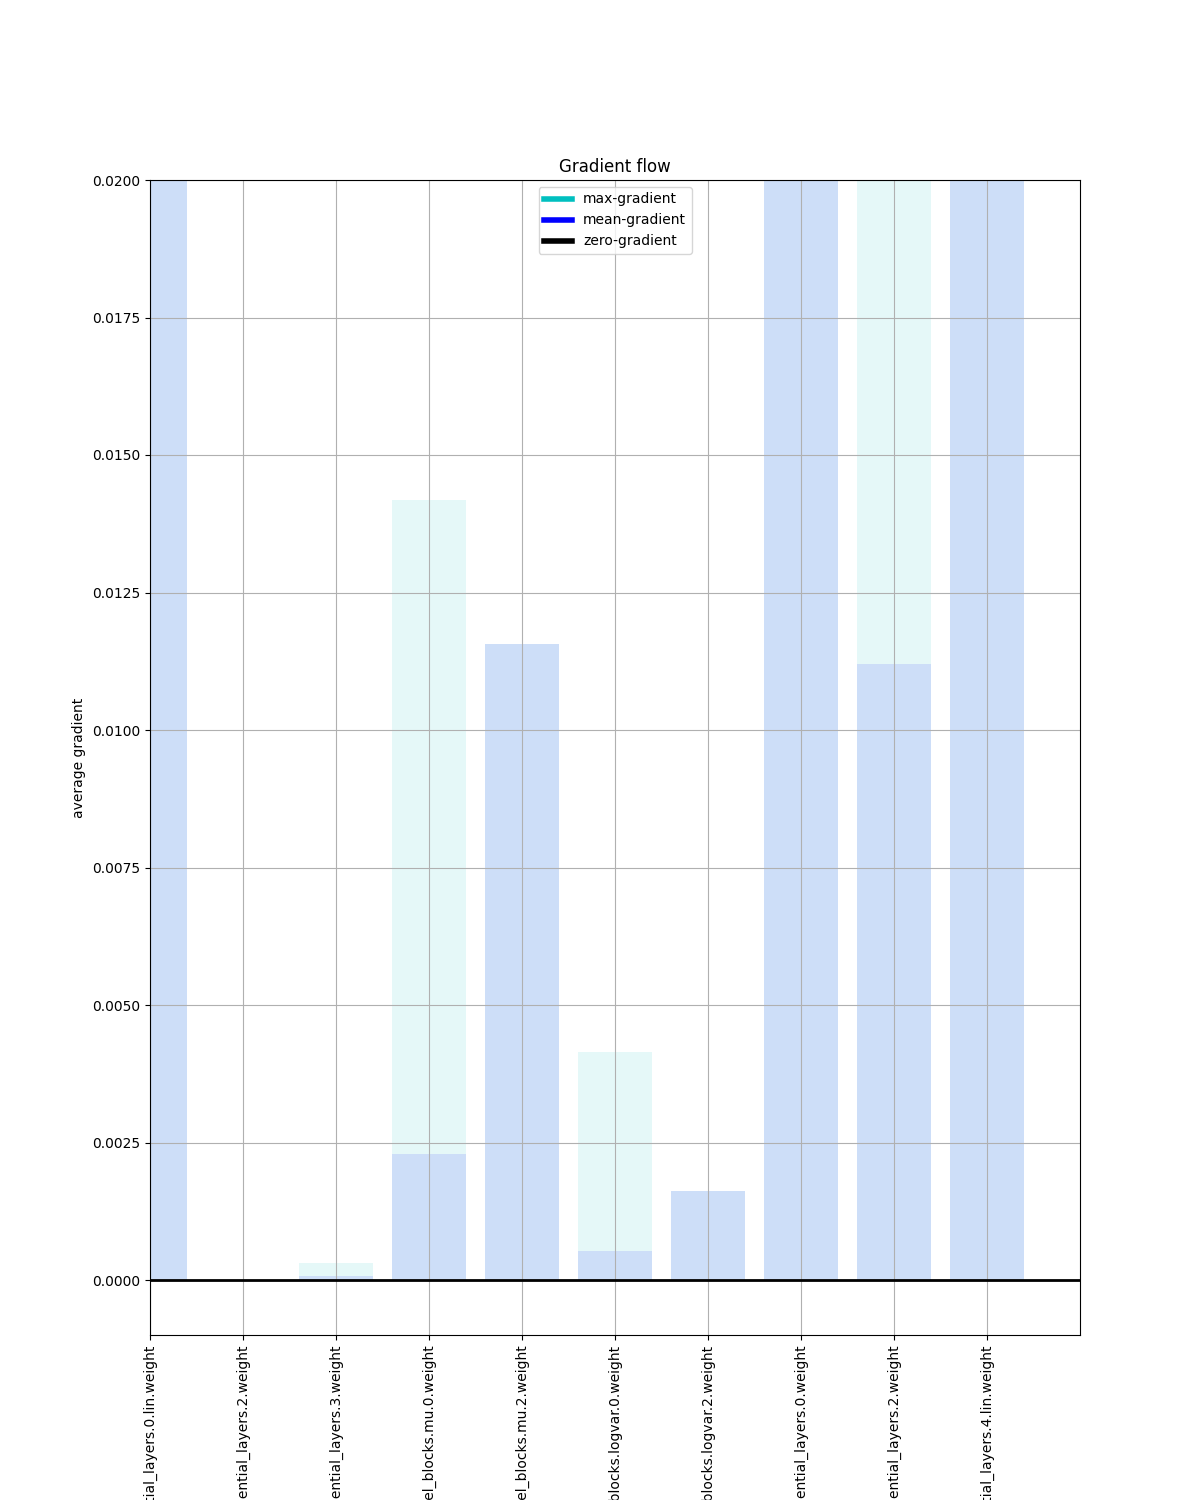 Gradient flow
max-gradient
mean-gradient
zero-gradient
0.0200
0.0175
0.0150
0.0125
0.0100
0.0075
0.0050
0.0025
0.0000
average gradient
tial_layers.0.lin.weight
ential_layers.2.weight
ential_layers.3.weight
el_blocks.mu.0.weight
el_blocks.mu.2.weight
blocks.logvar.0.weight
blocks.logvar.2.weight
ential_layers.0.weight
ential_layers.2.weight
tial_layers.4.lin.weight